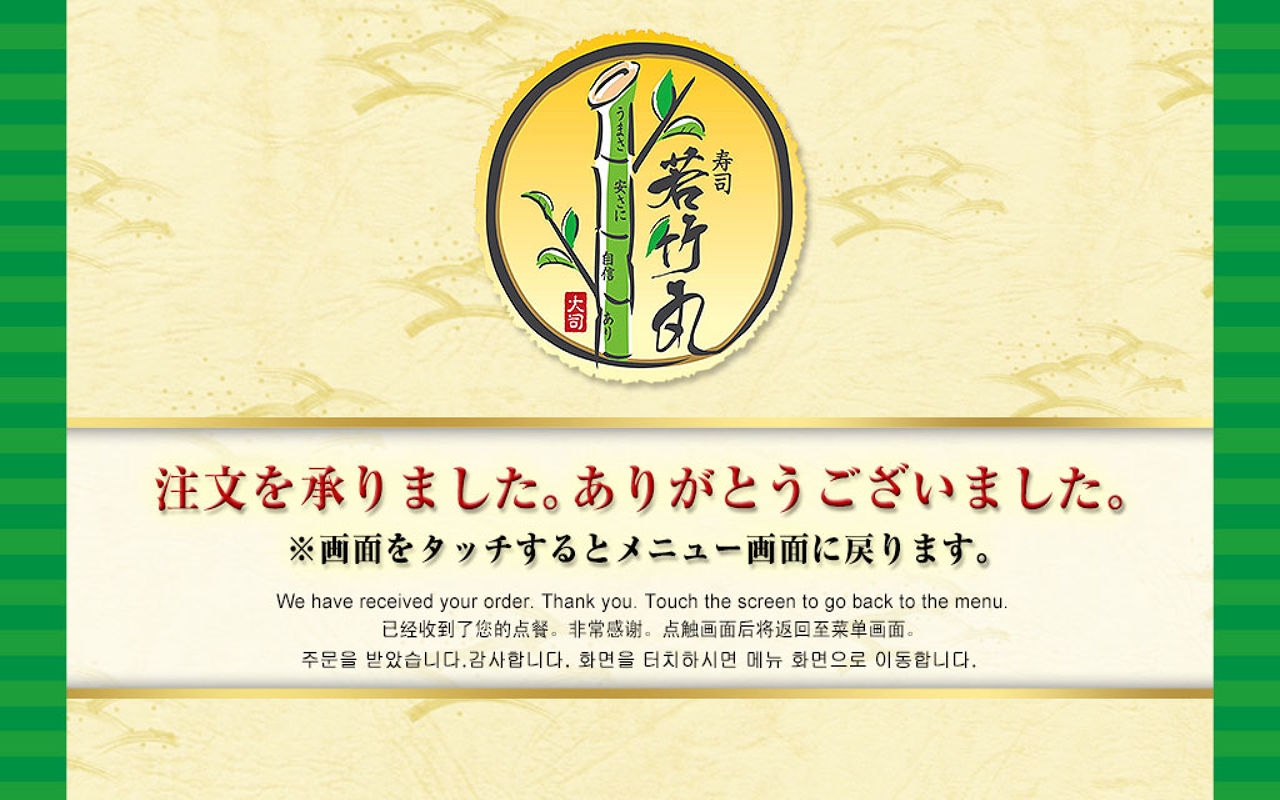 寿司
若竹丸
うまさ
安さに
自信
あり
大司
注文を承りました。ありがとうございました。
※画面をタッチするとメニュー画面に戻ります。
We have received your order. Thank you. Touch the screen to go back to the menu.
已经收到了您的点餐。非常感谢。点触画面后将返回至菜单画面。
주문을 받았습니다.감사합니다. 화면을 터치하시면 메뉴 화면으로 이동합니다.